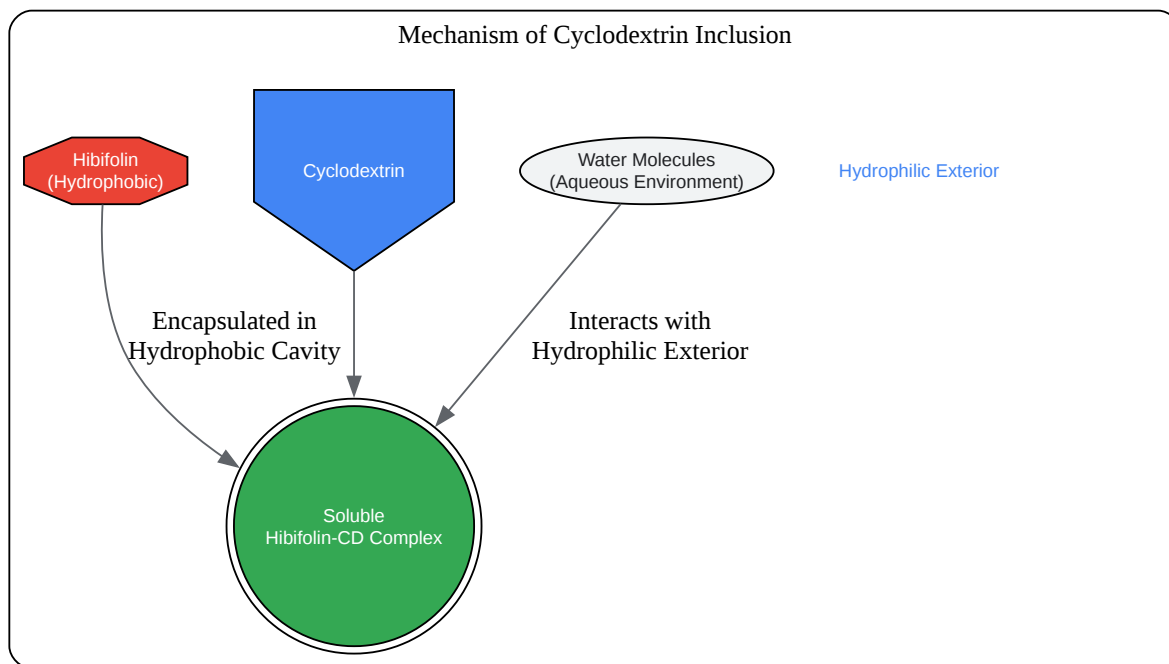 Mechanism of Cyclodextrin Inclusion
Hibifolin
(Hydrophobic)
Cyclodextrin
Water Molecules
(Aqueous Environment)
Hydrophilic Exterior
Encapsulated in
Hydrophobic Cavity
Interacts with
Hydrophilic Exterior
Soluble
Hibifolin-CD Complex